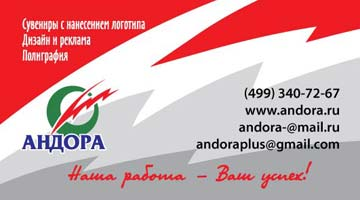 Сувениры с нанесением логотипа
Дизайн и реклама
Полиграфия
(499) 340-72-67
www.andora.ru
andora-@mail.ru
andoraplus@gmail.com
АНДОРА
Наша работа – Ваш успех!